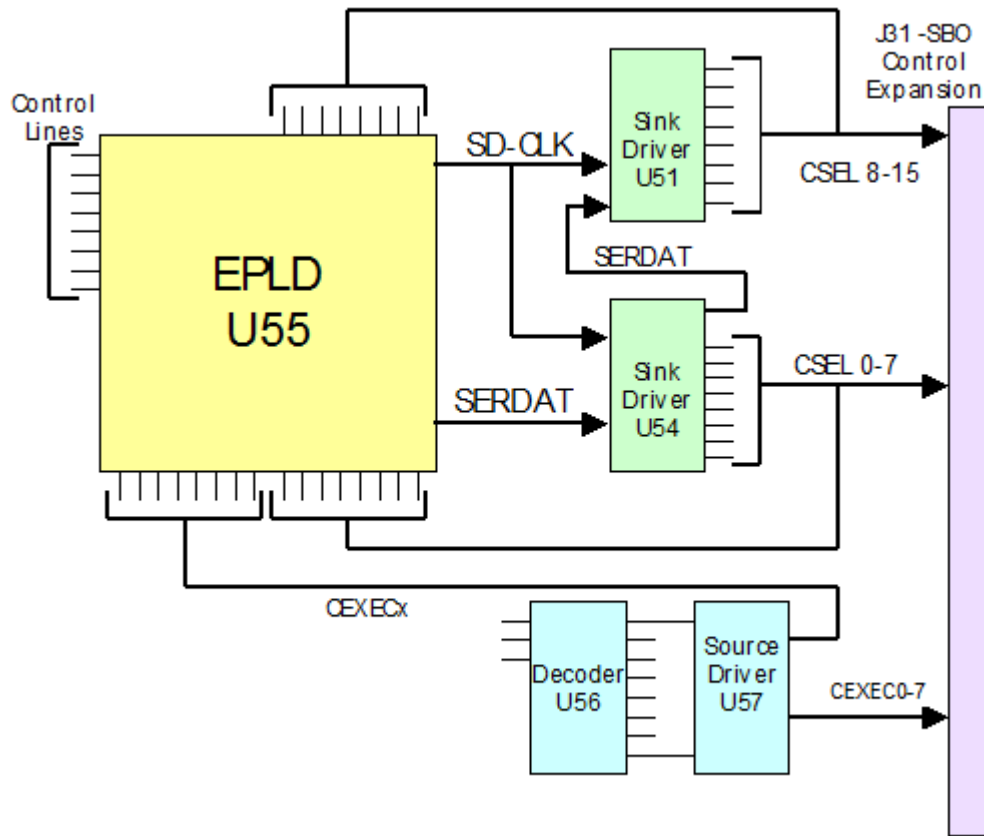 J31-SBO
Control
Expansion
Control
Lines
SD-CLK
Sink
Driver
U51
CSEL 8-15
SERDAT
EPLD
U55
Sink
Driver
U54
CSEL 0-7
SERDAT
CEXECx
Decoder
U56
Source
Driver
U57
CEXEC0-7